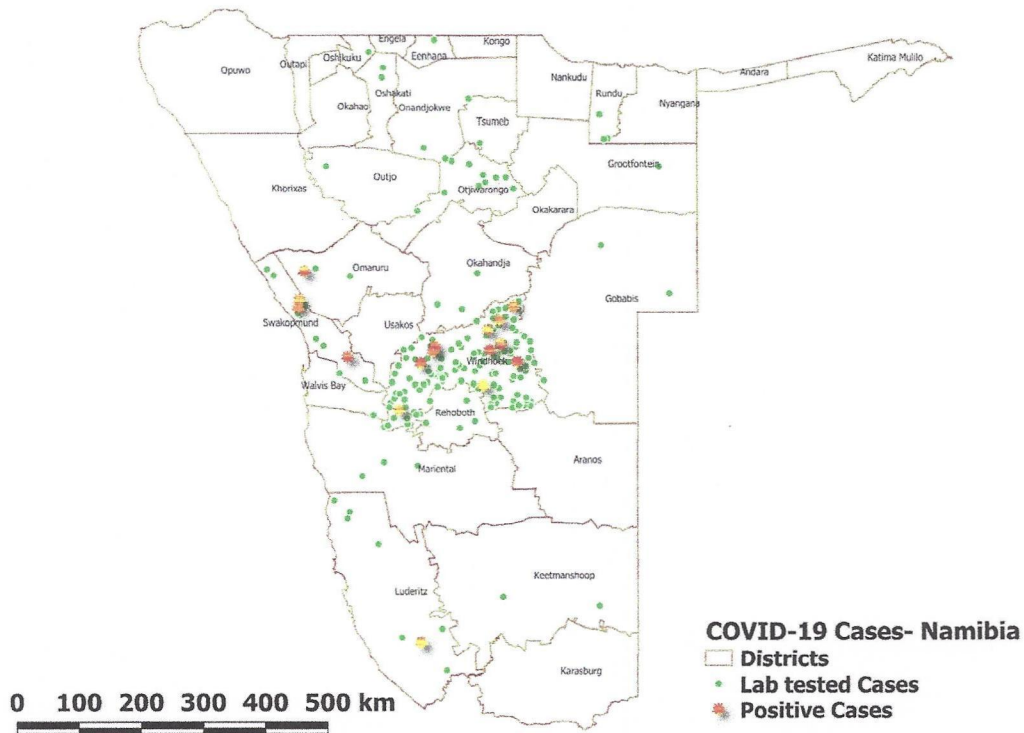 Engela
Kongo
Oshikuku
Eenhana
Outapi
Opuwo
Katima Mulilo
Andara
Nankudu
Oshakati
Rundu
Nyangana
Okahao
Onandjokwe
Tsumeb
Grootfontein
Outjo
Khorixas
Otjiwarongo
Okakarara
Omaruru
Okahandja
Gobabis
Swakopmund
Usakos
Windhoek
Walvis Bay
Rehoboth
Aranos
Mariental
Keetmanshoop
Luderitz
Karasburg
COVID-19 Cases- Namibia
Districts
Lab tested Cases
Positive Cases
0 100 200 300 400 500 km